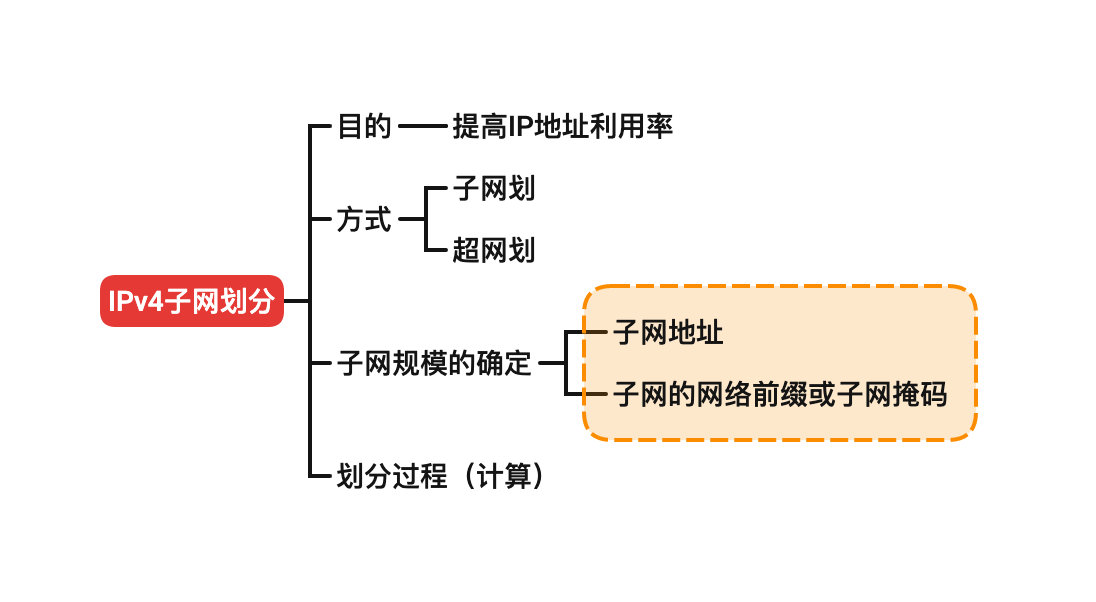 目的
提高IP地址利用率
方式
子网划
超网划
IPv4子网划分
子网规模的确定
子网地址
子网的网络前缀或子网掩码
划分过程（计算）